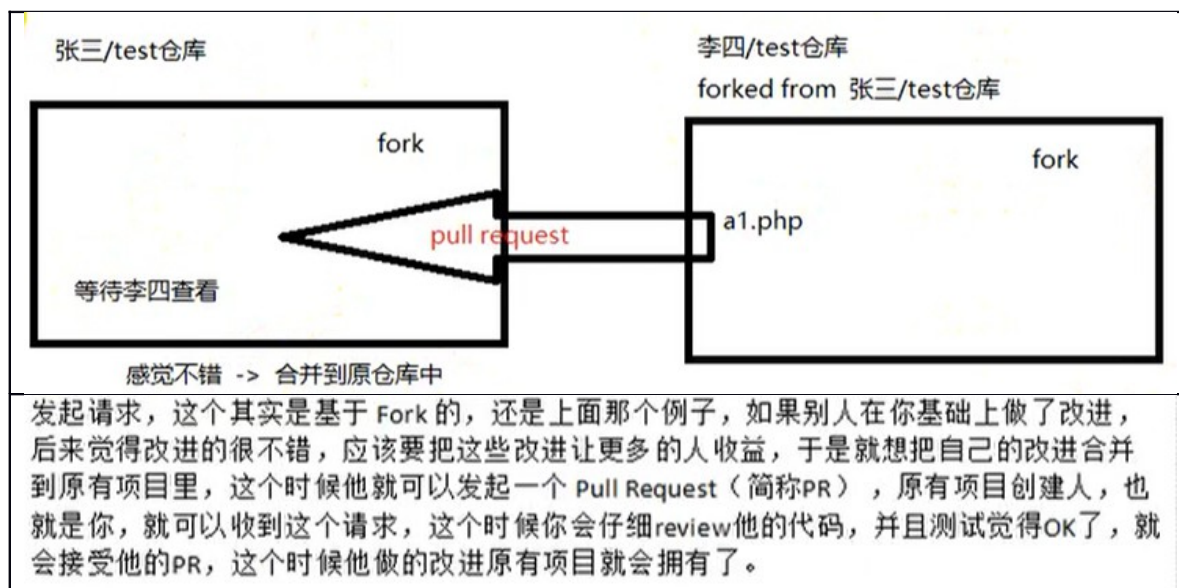 张三/test仓库
李四/test仓库
forked from 张三/test仓库
fork
fork
pull request
a1.php
等待李四查看
感觉不错 -> 合并到原仓库中
发起请求，这个其实是基于 Fork 的，还是上面那个例子，如果别人在你基础上做了改进，
后来觉得改进的很不错，应该要把这些改进让更多的人收益，于是就想把自己的改进合并
到原有项目里，这个时候他就可以发起一个 Pull Request（简称PR），原有项目创建人，也
就是你，就可以收到这个请求，这个时候你会仔细review他的代码，并且测试觉得OK了，就
会接受他的PR，这个时候他做的改进原有项目就会拥有了。